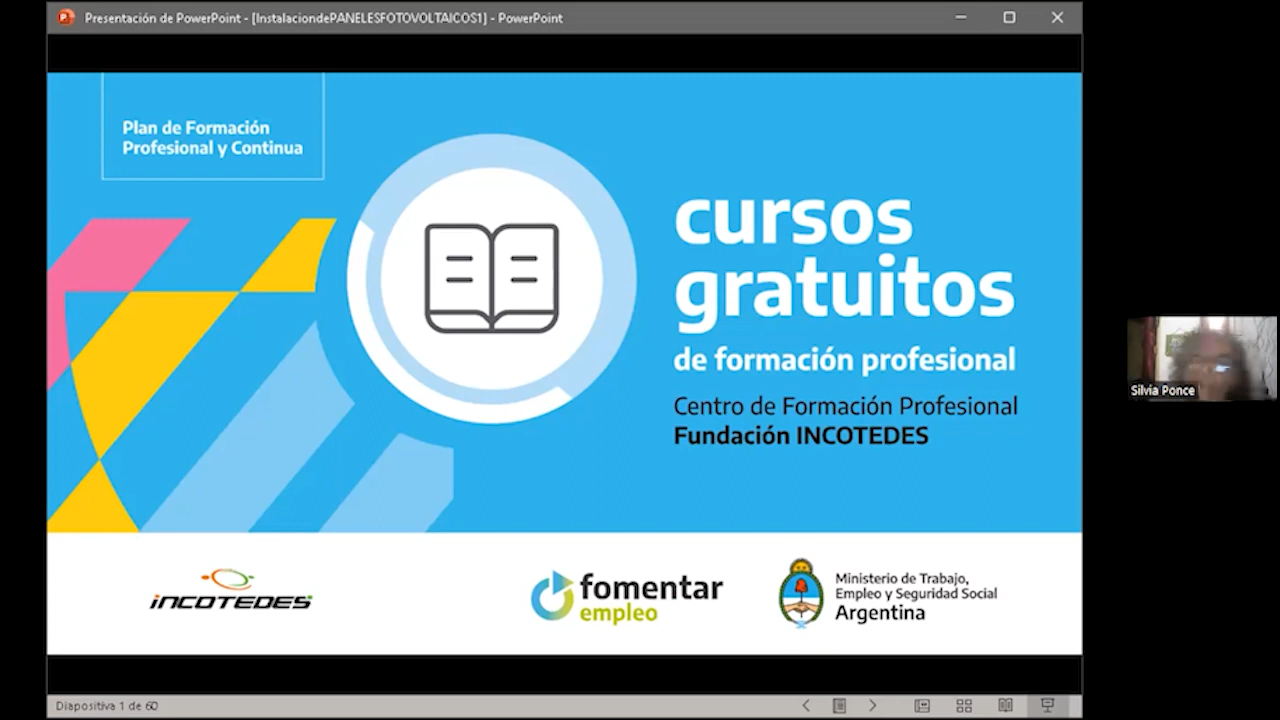 Presentación de PowerPoint - [InstalaciondePANELESFOTOVOLTAICOS1] - PowerPoint
Plan de Formación
Profesional y Continua
cursos
gratuitos
de formación profesional
Centro de Formación Profesional
Fundación INCOTEDES
Silvia Ponce
INCOTEDES
fomentar
empleo
Ministerio de Trabajo,
Empleo y Seguridad Social
Argentina
Diapositiva 1 de 60